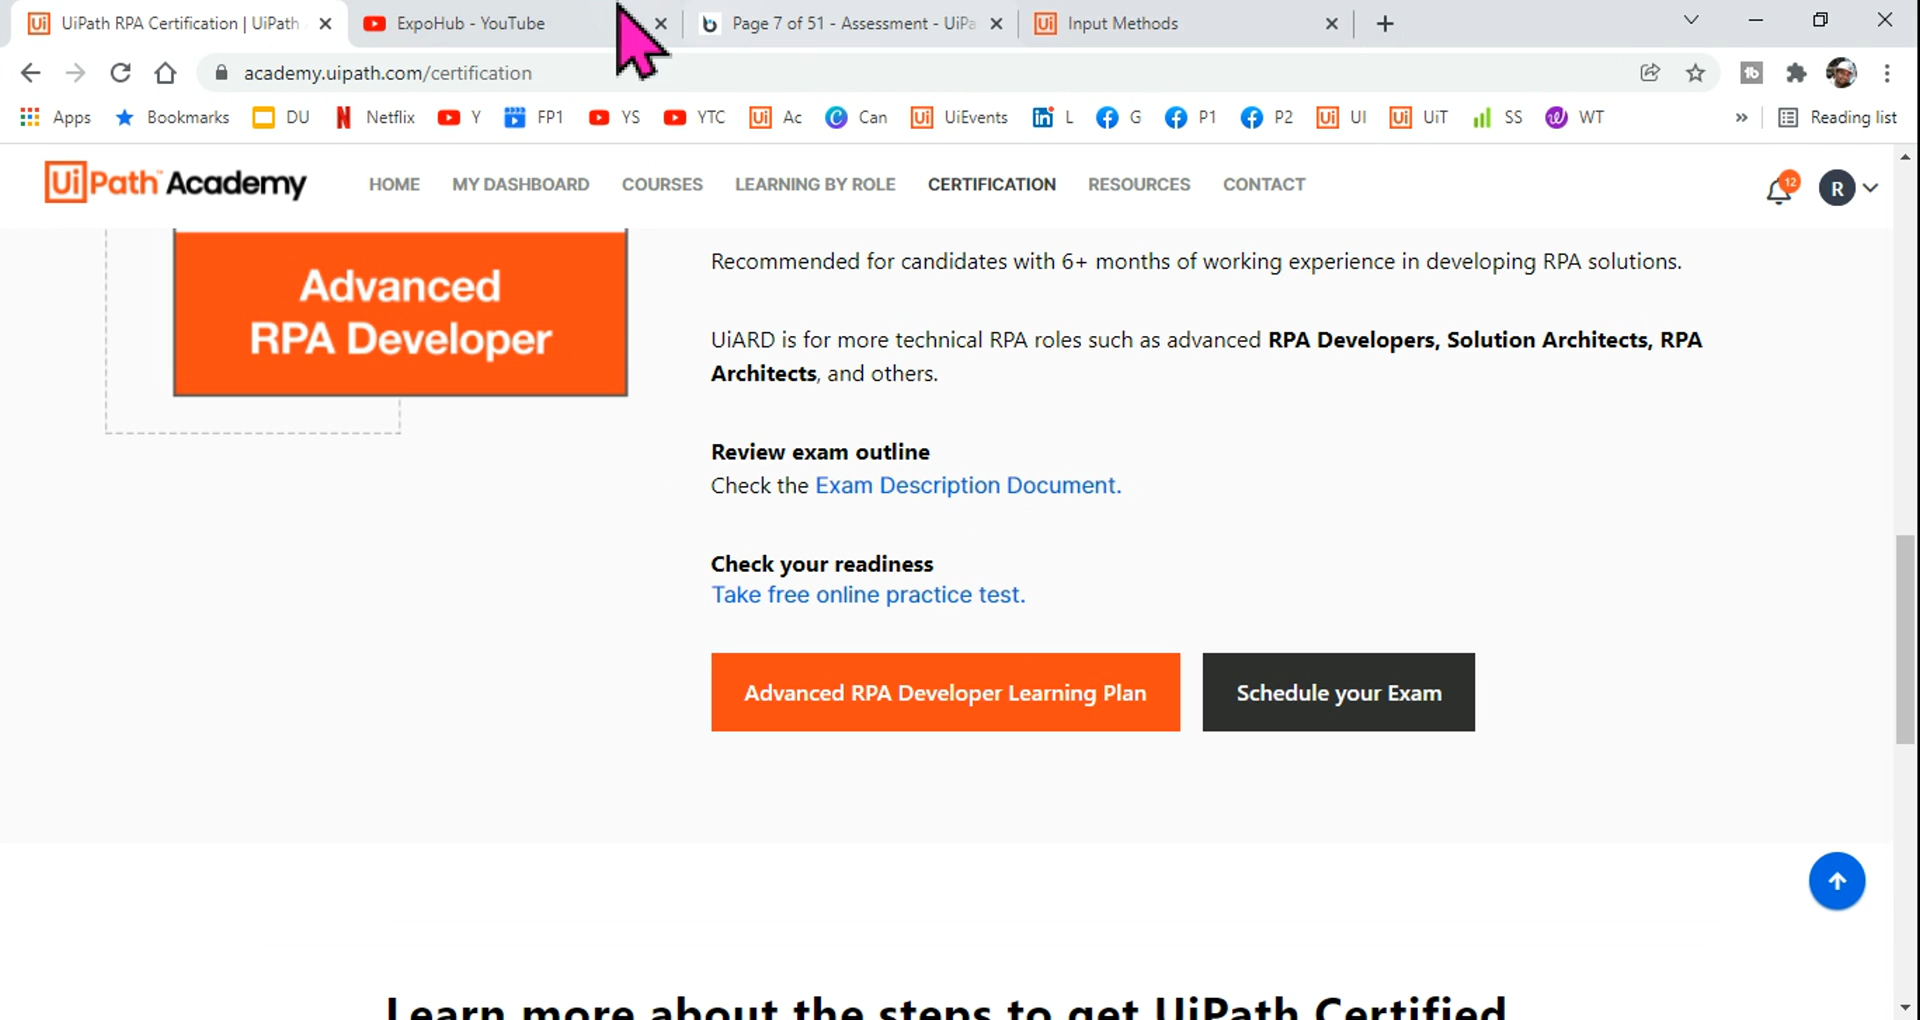 UiPath RPA Certification | UiPath
ExpoHub - YouTube
Page 7 of 51 - Assessment - UiPa
Input Methods
academy.uipath.com/certification
Apps
Bookmarks
DU
Netflix
Y
FP1
YS
YTC
Ac
Can
UiEvents
L
G
P1
P2
UI
UiT
SS
WT
Reading list
UiPath™ Academy
HOME
MY DASHBOARD
COURSES
LEARNING BY ROLE
CERTIFICATION
RESOURCES
CONTACT
12
R
Advanced
RPA Developer
Recommended for candidates with 6+ months of working experience in developing RPA solutions.
UiARD is for more technical RPA roles such as advanced RPA Developers, Solution Architects, RPA
Architects, and others.
Review exam outline
Check the Exam Description Document.
Check your readiness
Take free online practice test.
Advanced RPA Developer Learning Plan
Schedule your Exam
Learn more about the steps to get UiPath Certified